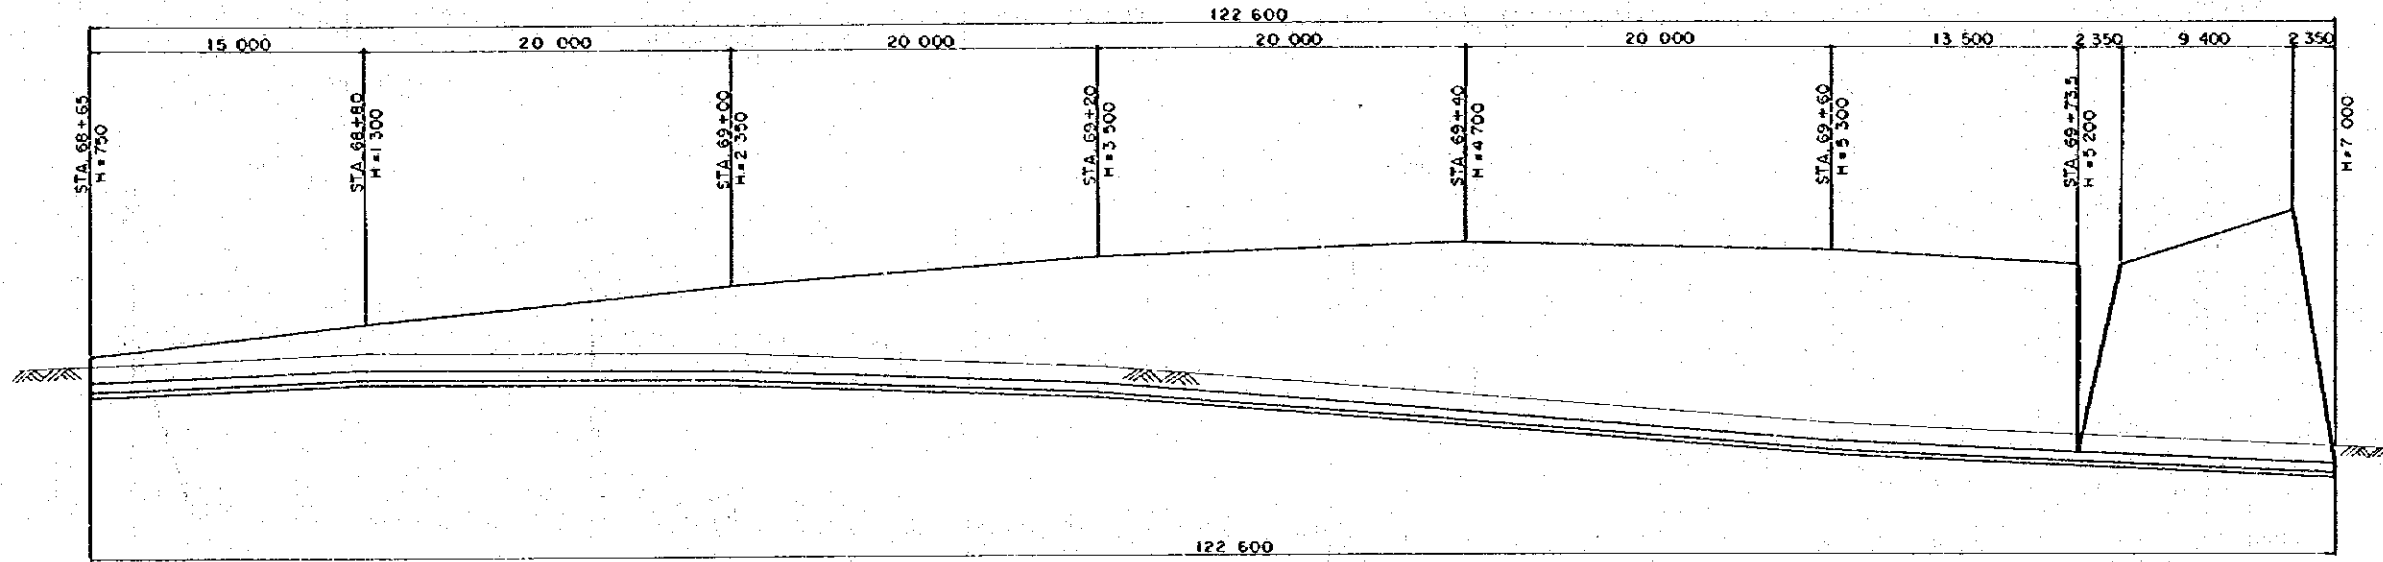 122 600
15 000 20 000 20 000 20 000 20 000 13 500 2 350 9 400 2 350
STA. 68+65
H=750
STA. 68+80
H=1 300
STA. 69+00
H=2 350
STA. 69+20
H=3 500
STA. 69+40
H=4 700
STA. 69+60
H=5 300
STA. 69+73.5
H=5 200
H=7 000
122 600